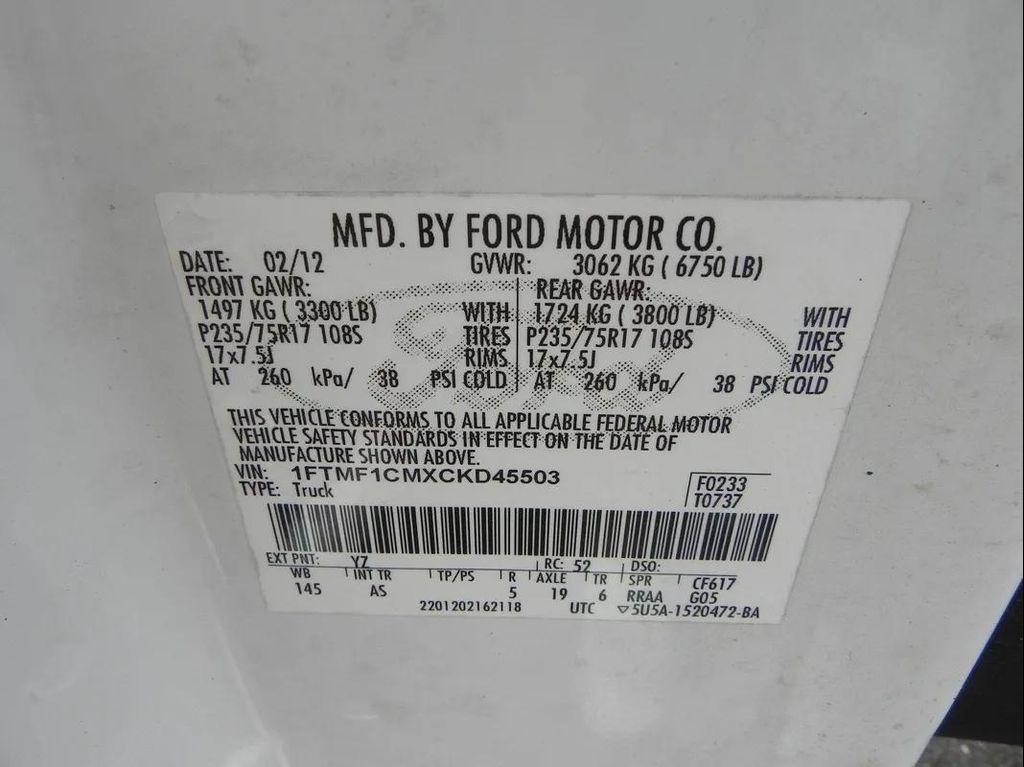 MFD. BY FORD MOTOR CO.
DATE: 02/12 GVWR: 3062 KG ( 6750 LB)
FRONT GAWR: REAR GAWR:
1497 KG ( 3300 LB) WITH 1724 KG ( 3800 LB) WITH
P235/75R17 108S TIRES P235/75R17 108S TIRES
17x7.5J RIMS 17x7.5J RIMS
AT 260 kPa/ 38 PSI COLD AT 260 kPa/ 38 PSI COLD
THIS VEHICLE CONFORMS TO ALL APPLICABLE FEDERAL MOTOR
VEHICLE SAFETY STANDARDS IN EFFECT ON THE DATE OF
MANUFACTURE SHOWN ABOVE.
VIN: 1FTMF1CMXCKD45503 F0233
TYPE: Truck T0737
EXT PNT: YZ RC: 52 DSO:
WB INT TR TP/PS R AXLE TR SPR CF617
145 AS 5 19 6 RRAA G05
2201202162118 UTC ▽5U5A-1520472-BA